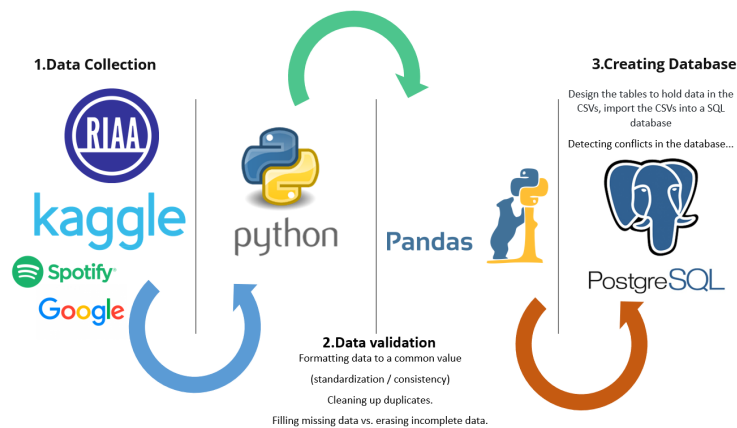 1.Data Collection
RIAA
kaggle
Spotify®
Google
python
Pandas
2.Data validation
Formatting data to a common value
(standardization / consistency)
Cleaning up duplicates.
Filling missing data vs. erasing incomplete data.
3.Creating Database
Design the tables to hold data in the
CSVs, import the CSVs into a SQL
database
Detecting conflicts in the database...
PostgreSQL